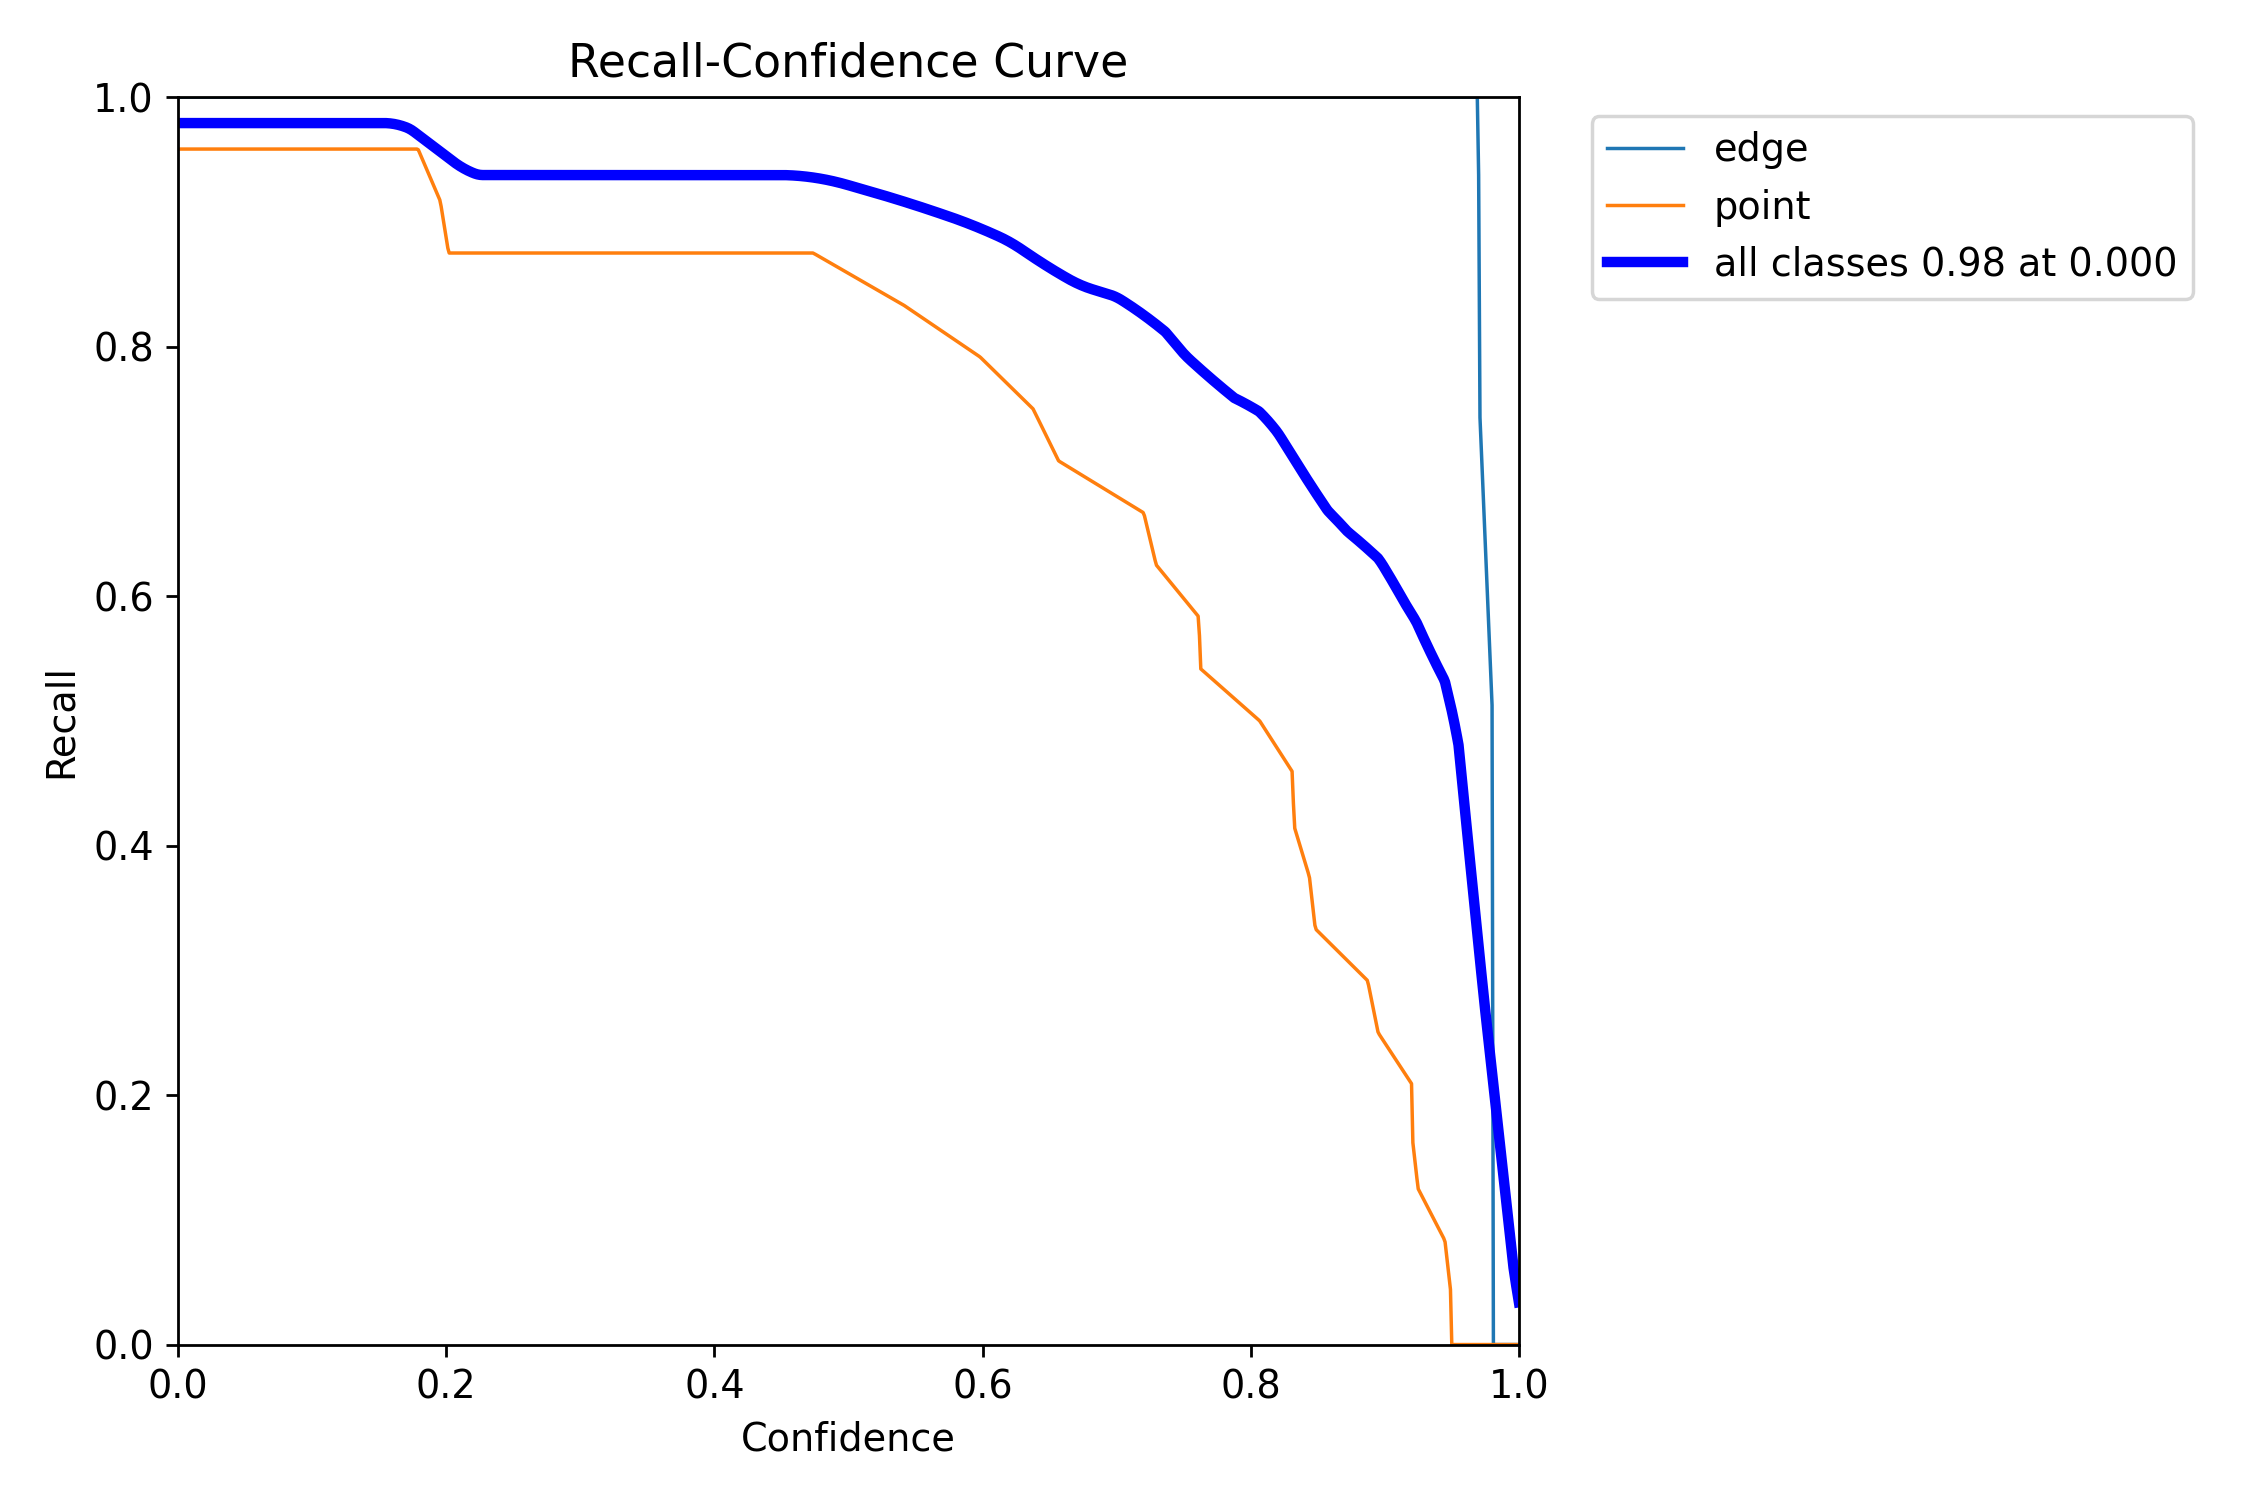 Recall-Confidence Curve
1.0
0.8
0.6
0.4
0.2
0.0
Recall
0.0 0.2 0.4 0.6 0.8 1.0
Confidence
edge
point
all classes 0.98 at 0.000